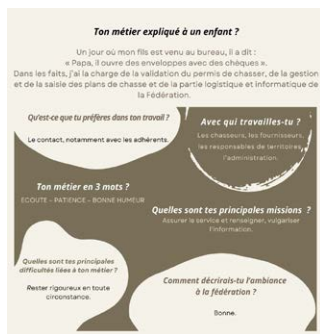 Ton métier expliqué à un enfant ?
Un jour où mon fils est venu au bureau, il a dit :
« Papa, il ouvre des enveloppes avec des chèques ».
Dans les faits, j'ai la charge de la validation du permis de chasser, de la gestion
et de la saisie des plans de chasse et de la partie logistique et informatique de
la Fédération.
Qu'est-ce que tu préfères dans ton travail ?
Le contact, notamment avec les adhérents.
Avec qui travailles-tu ?
Les chasseurs, les fournisseurs,
les responsables de territoires,
l'administration.
Ton métier en 3 mots ?
ECOUTE - PATIENCE - BONNE HUMEUR
Quelles sont tes principales missions ?
Assurer le service et renseigner, vulgariser
l'information.
Quelles sont tes principales
difficultés liées à ton métier ?
Rester rigoureux en toute
circonstance.
Comment décrirais-tu l'ambiance
à la fédération ?
Bonne.